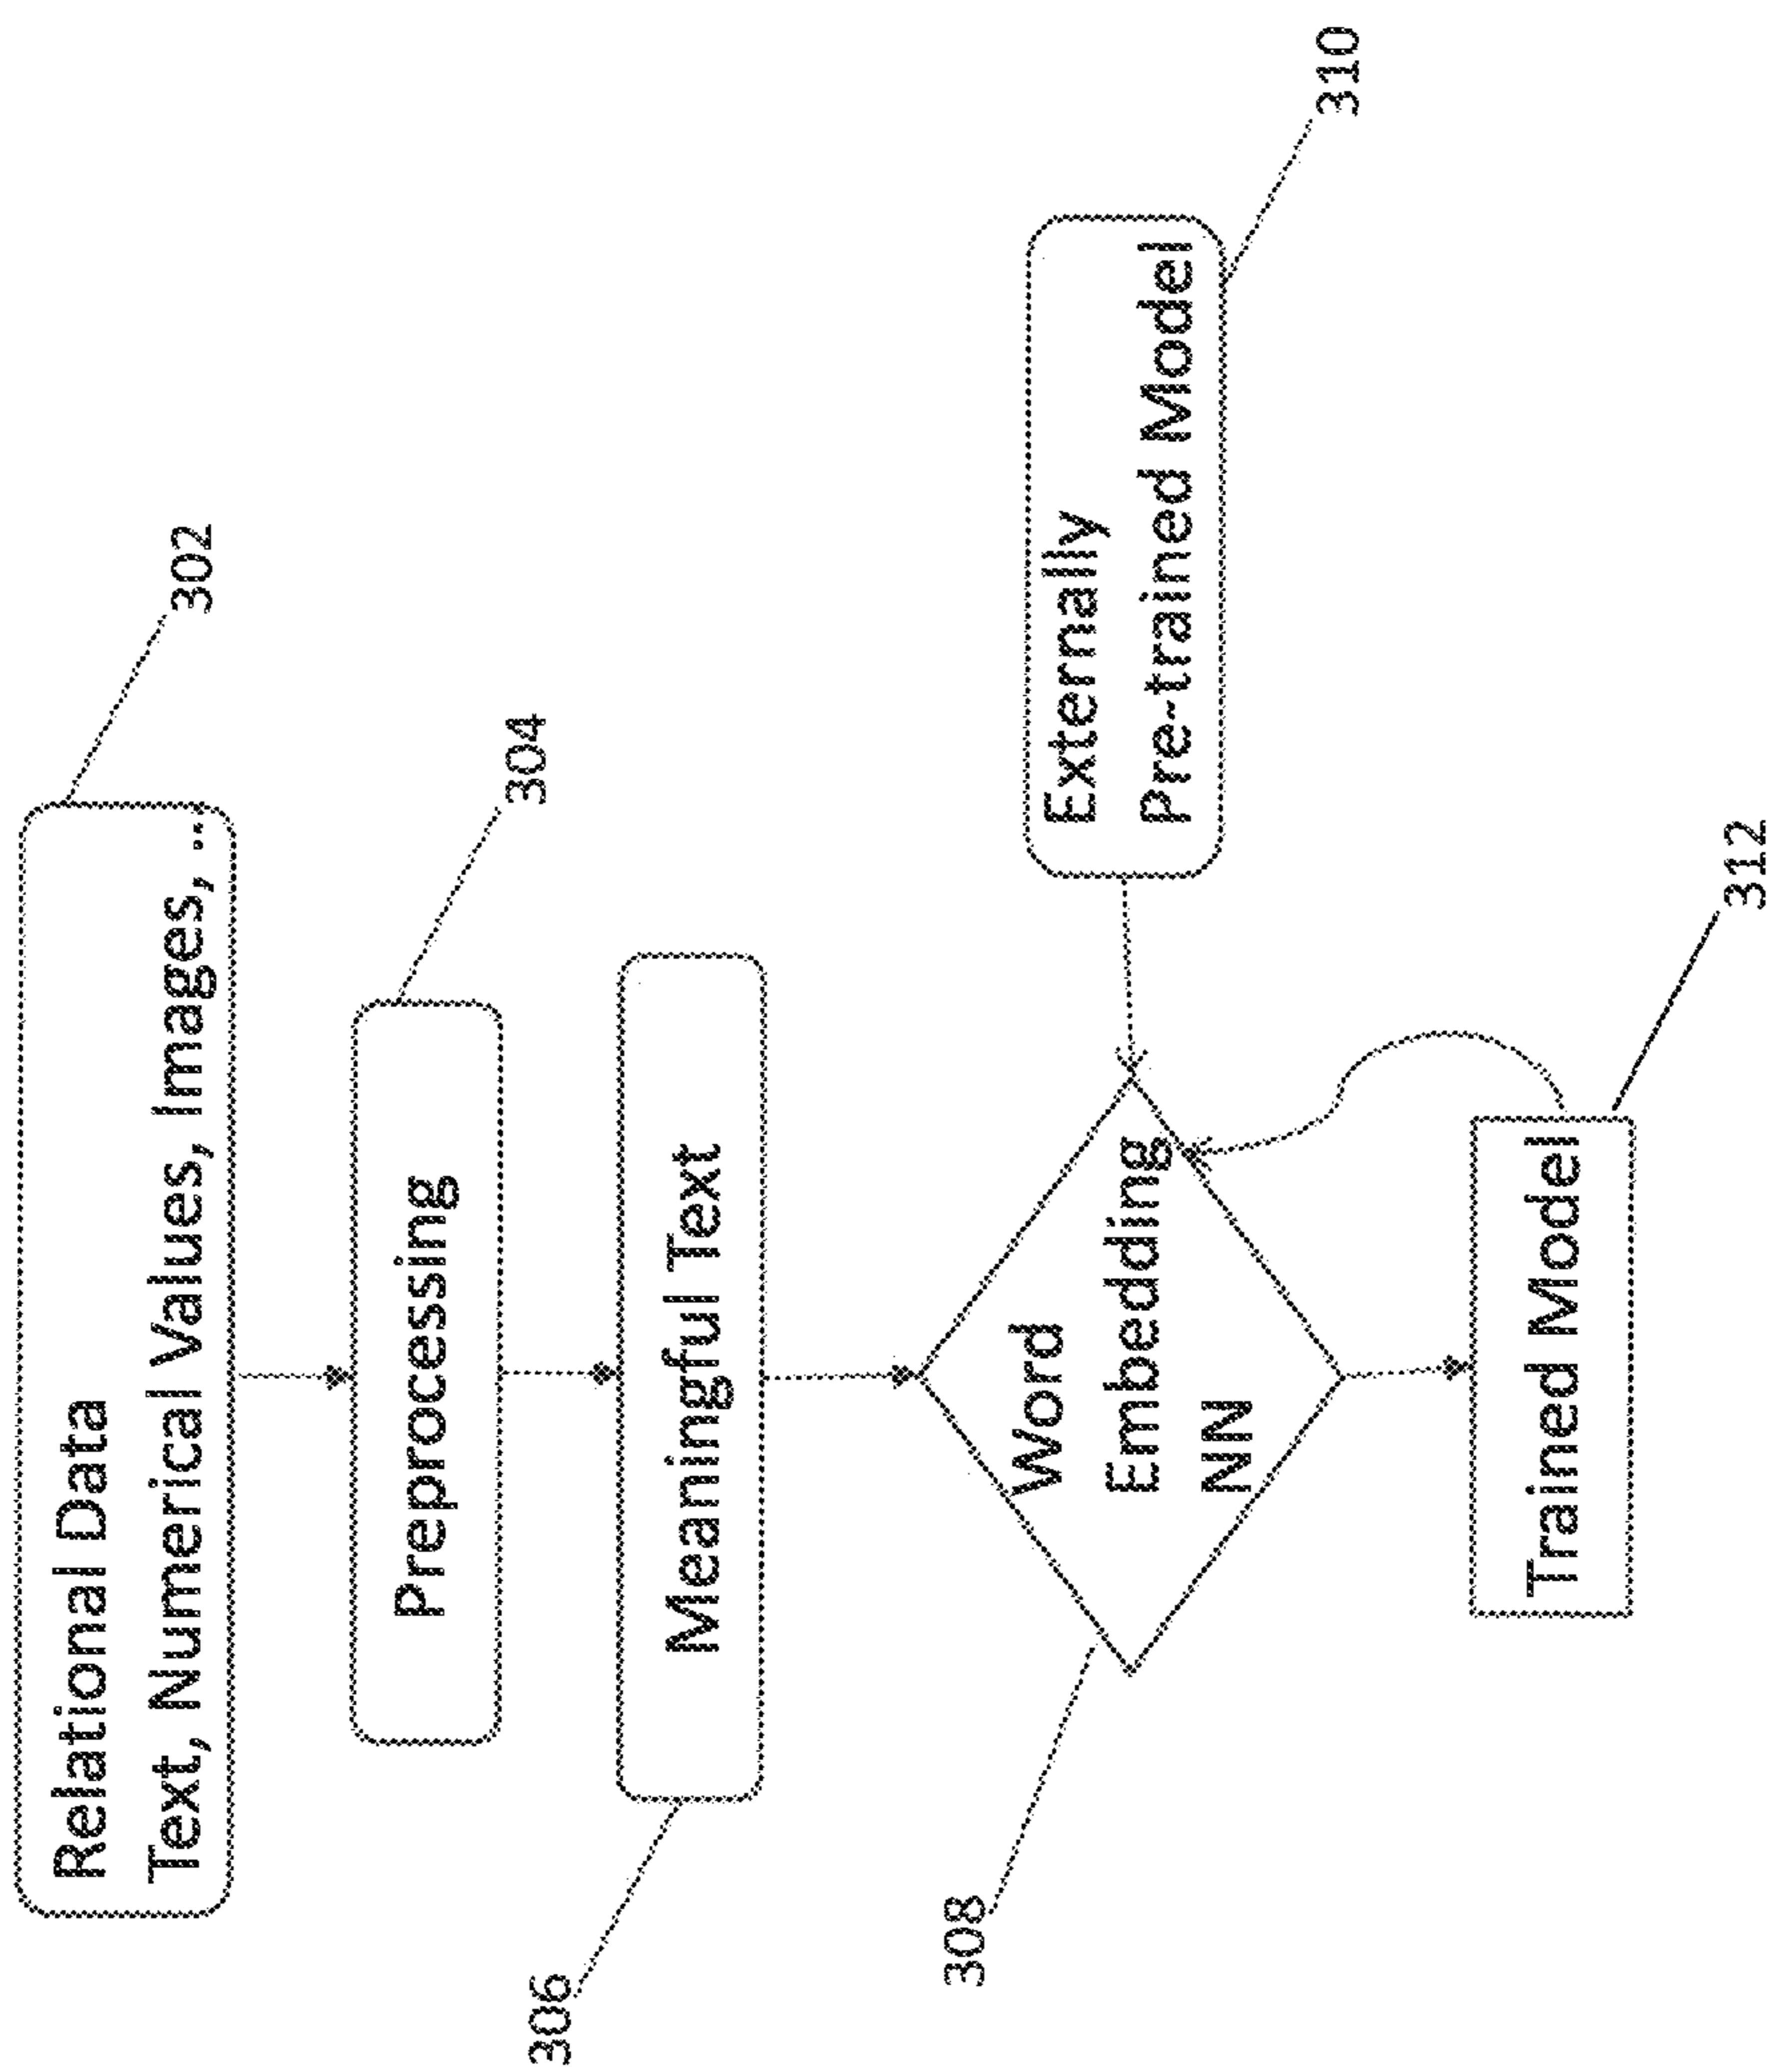 Relational Data
Text, Numerical Values, Images, ...
302
Preprocessing
304
Meaningful Text
306
Word
Embedding
NN
308
Externally
Pre-trained Model
310
Trained Model
312